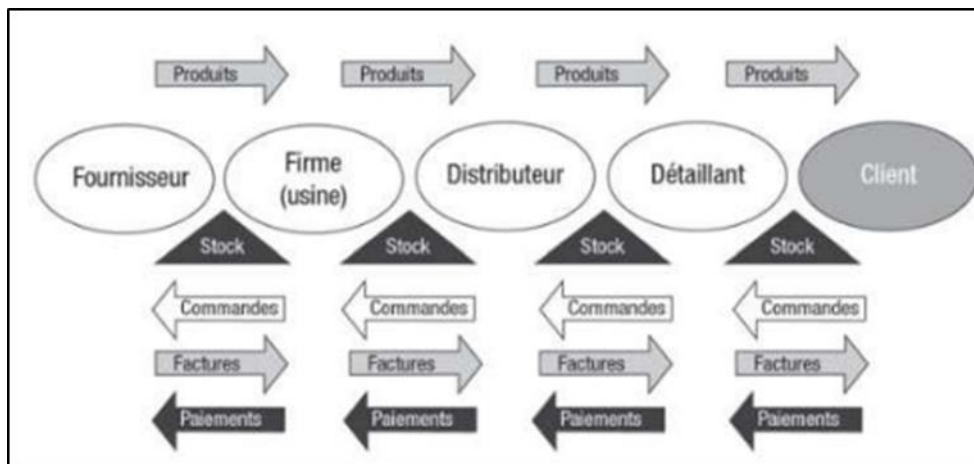 Produits Produits Produits Produits
Fournisseur Firme (usine) Distributeur Détaillant Client
Stock Stock Stock Stock
Commandes Commandes Commandes Commandes
Factures Factures Factures Factures
Paiements Paiements Paiements Paiements